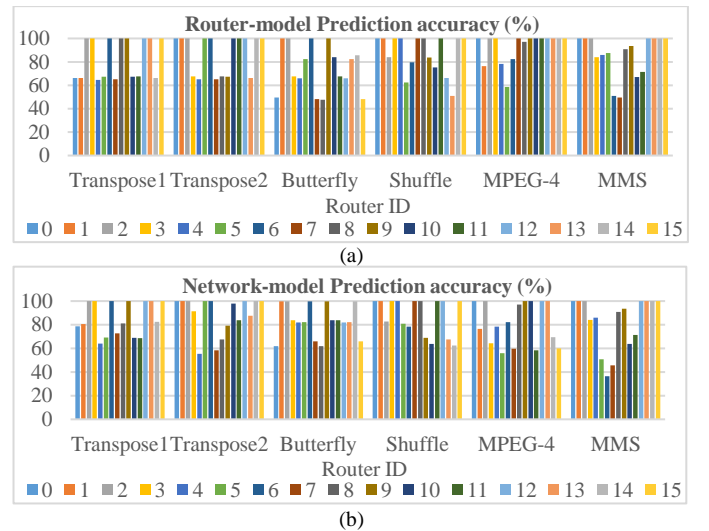 Router-model Prediction accuracy (%)
100
80
60
40
20
0
Transpose1 Transpose2 Butterfly Shuffle MPEG-4 MMS
Router ID
0 1 2 3 4 5 6 7 8 9 10 11 12 13 14 15
(a)
Network-model Prediction accuracy (%)
100
80
60
40
20
0
Transpose1 Transpose2 Butterfly Shuffle MPEG-4 MMS
Router ID
0 1 2 3 4 5 6 7 8 9 10 11 12 13 14 15
(b)